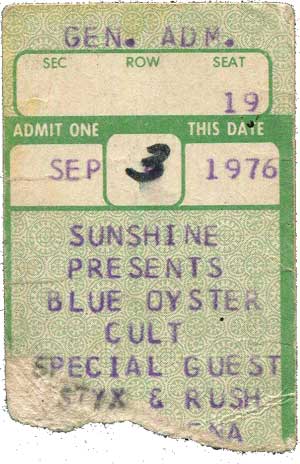 GEN. ADM.
SEC ROW SEAT
19
ADMIT ONE THIS DATE
SEP 3 1976
SUNSHINE
PRESENTS
BLUE OYSTER
CULT
SPECIAL GUEST
STYX & RUSH
ENA